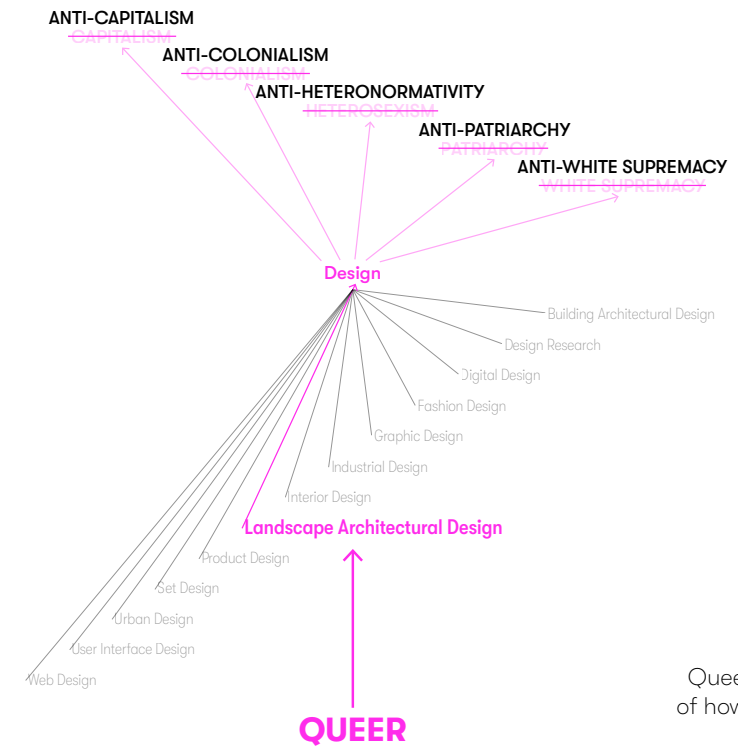 ANTI-CAPITALISM
CAPITALISM
ANTI-COLONIALISM
COLONIALISM
ANTI-HETERONORMATIVITY
HETEROSEXISM
ANTI-PATRIARCHY
PATRIARCHY
ANTI-WHITE SUPREMACY
WHITE SUPREMACY
Design
Building Architectural Design
Design Research
Digital Design
Fashion Design
Graphic Design
Industrial Design
Interior Design
Landscape Architectural Design
Product Design
Set Design
Urban Design
User Interface Design
Web Design
of
QUEER